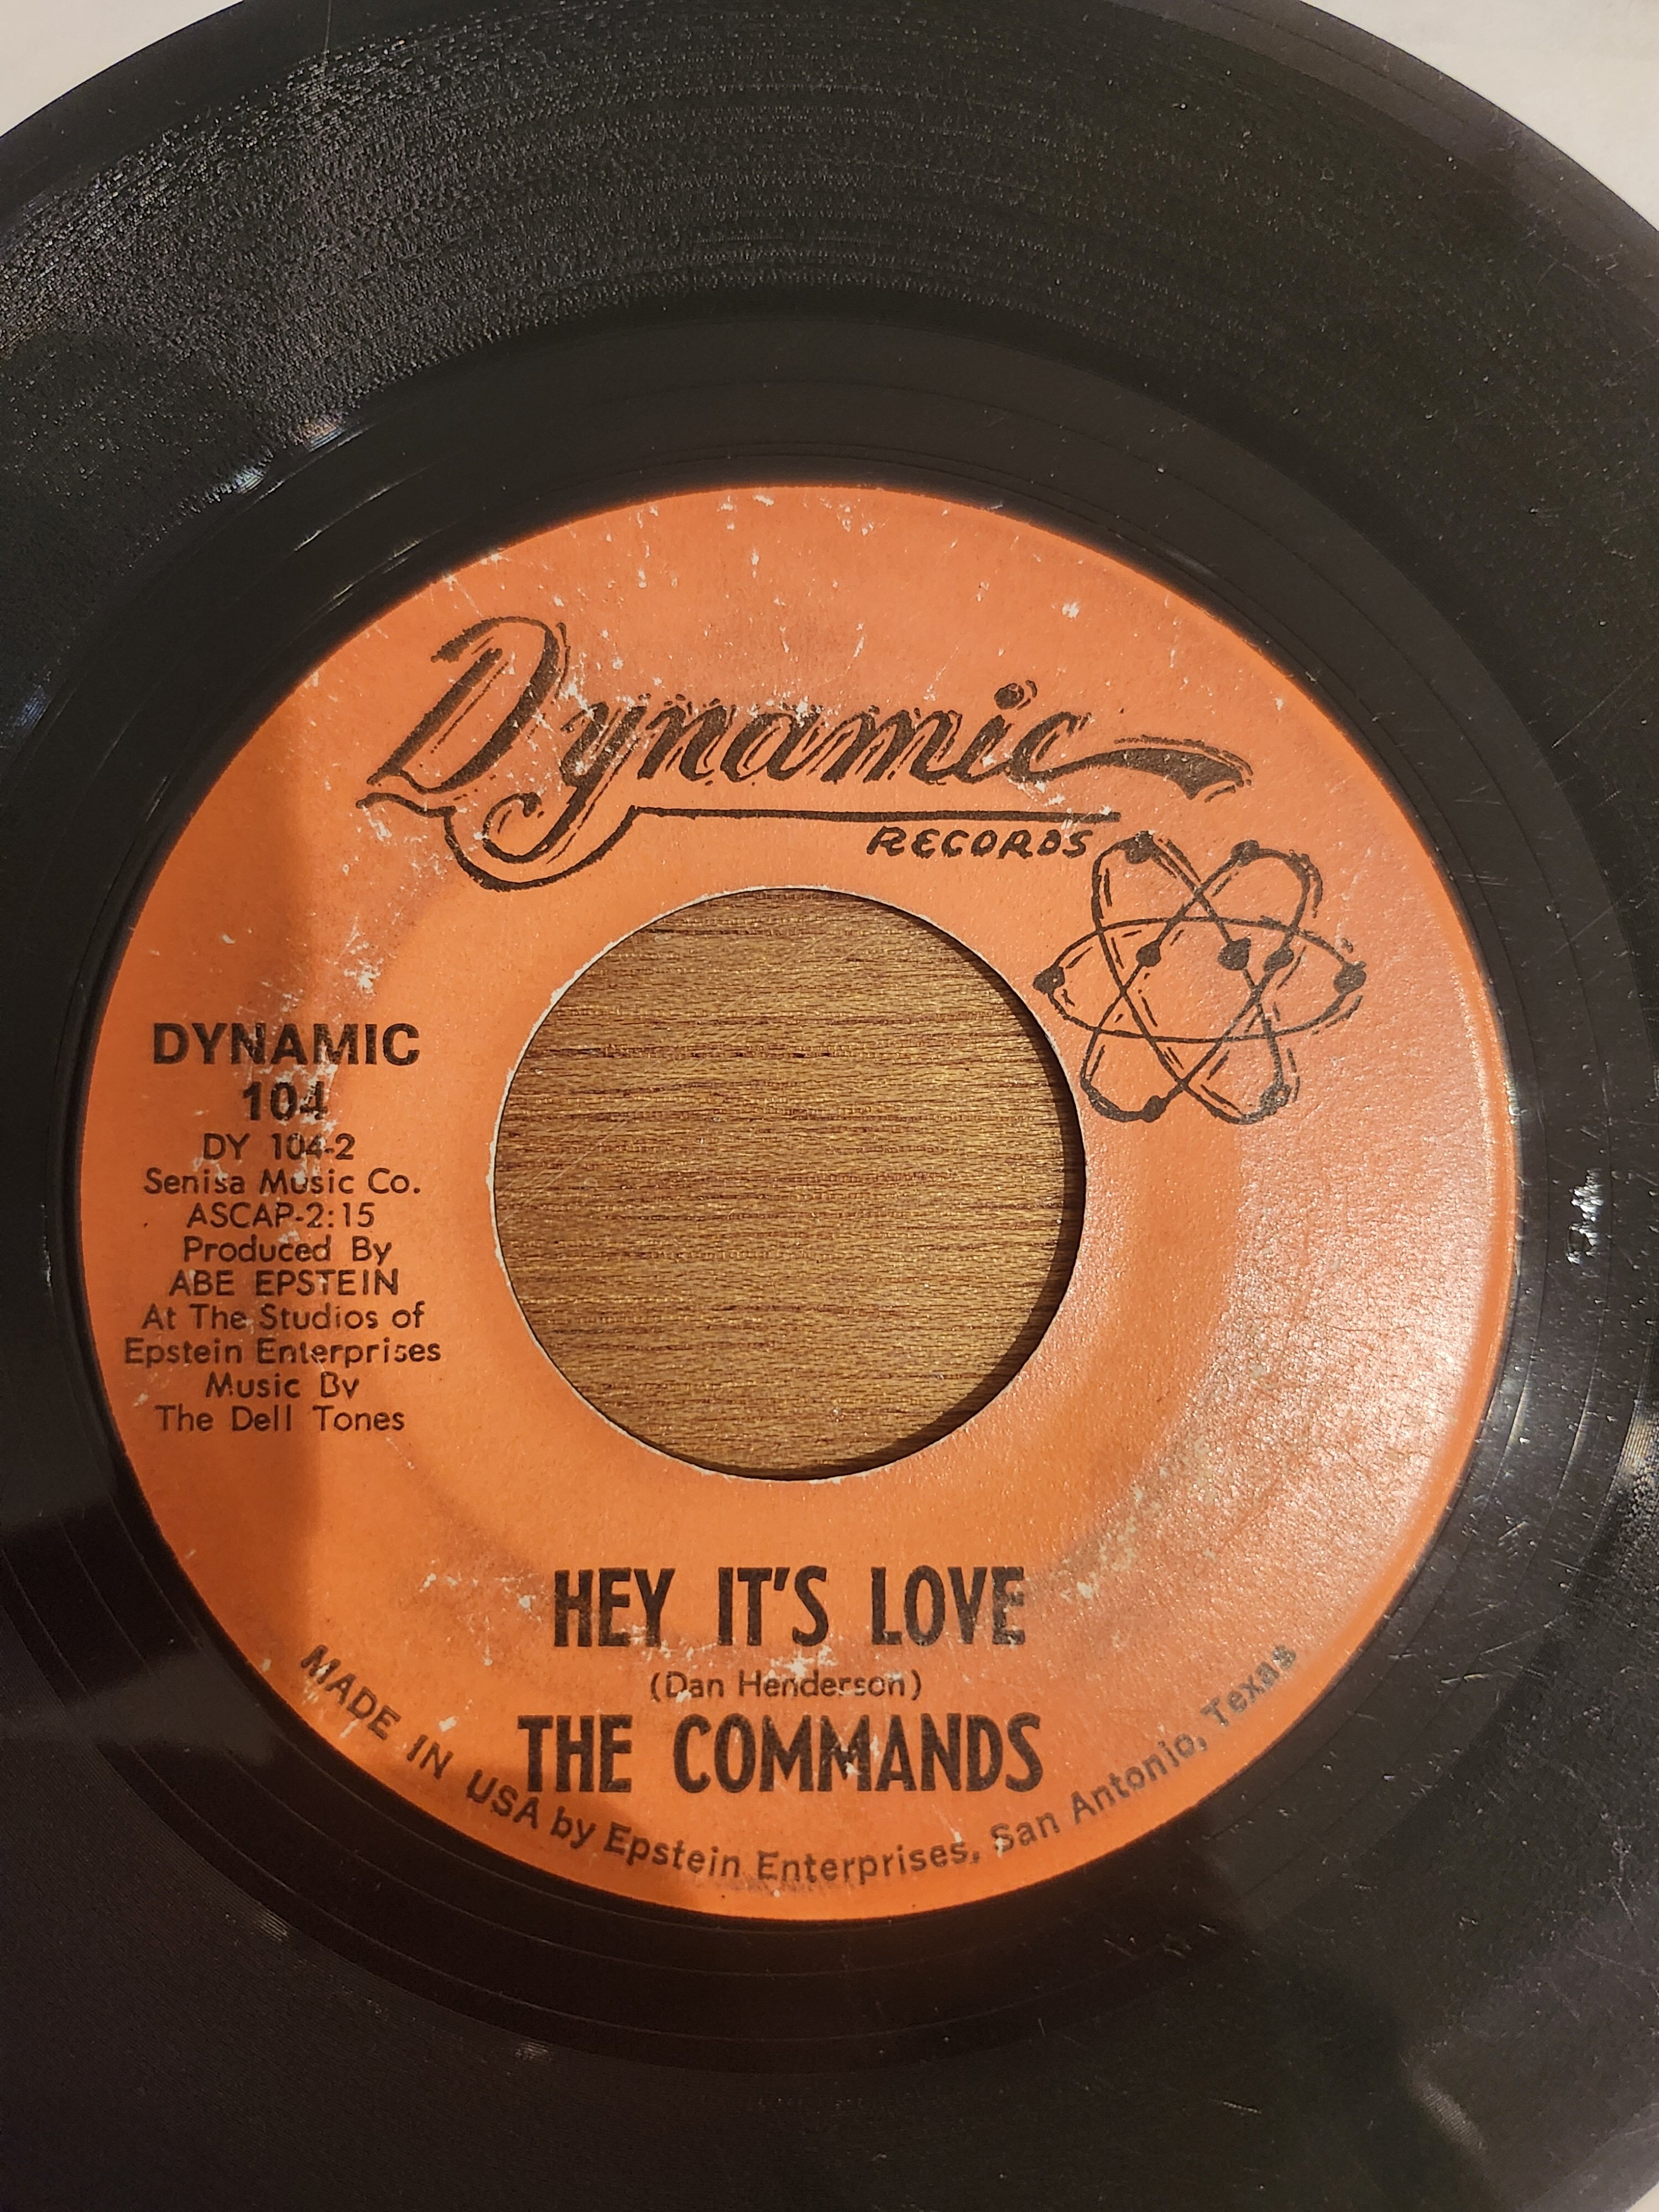 Dynamic
RECORDS
DYNAMIC
104
DY 104-2
Senisa Music Co.
ASCAP-2:15
Produced By
ABE EPSTEIN
At The Studios of
Epstein Enterprises
Music By
The Dell Tones
HEY IT'S LOVE
(Dan Henderson)
THE COMMANDS
MADE IN USA by Epstein Enterprises, San Antonio, Texas